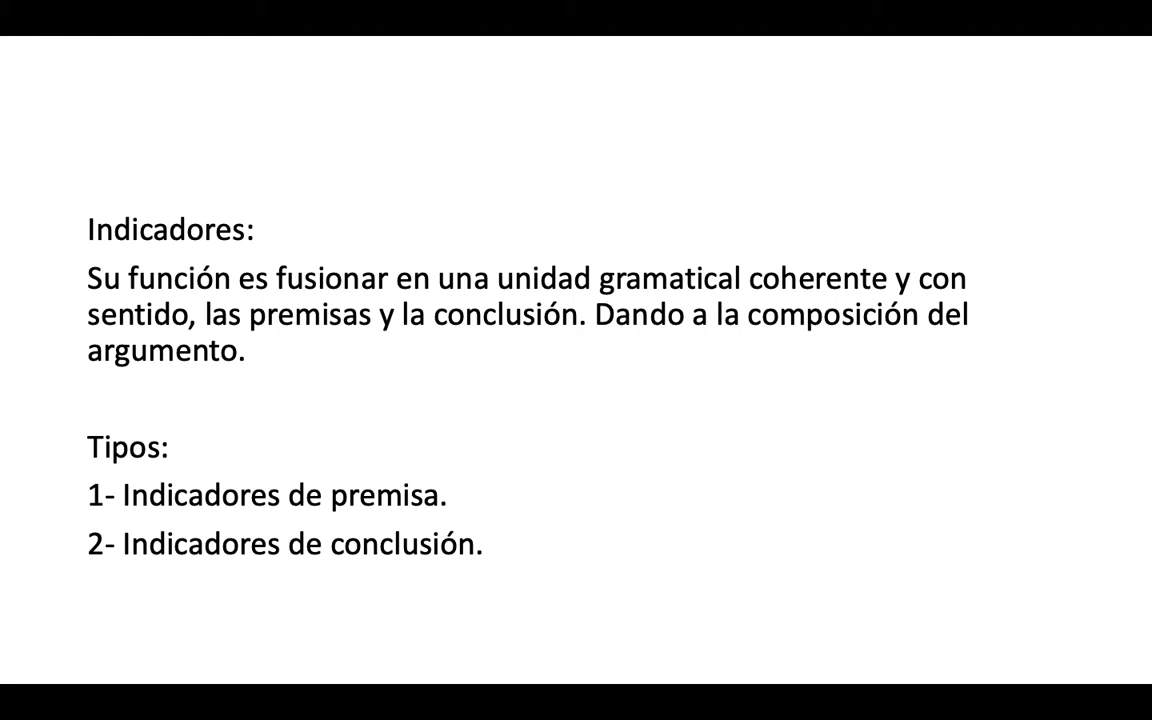 Indicadores:
Su función es fusionar en una unidad gramatical coherente y con
sentido, las premisas y la conclusión. Dando a la composición del
argumento.
Tipos:
1- Indicadores de premisa.
2- Indicadores de conclusión.